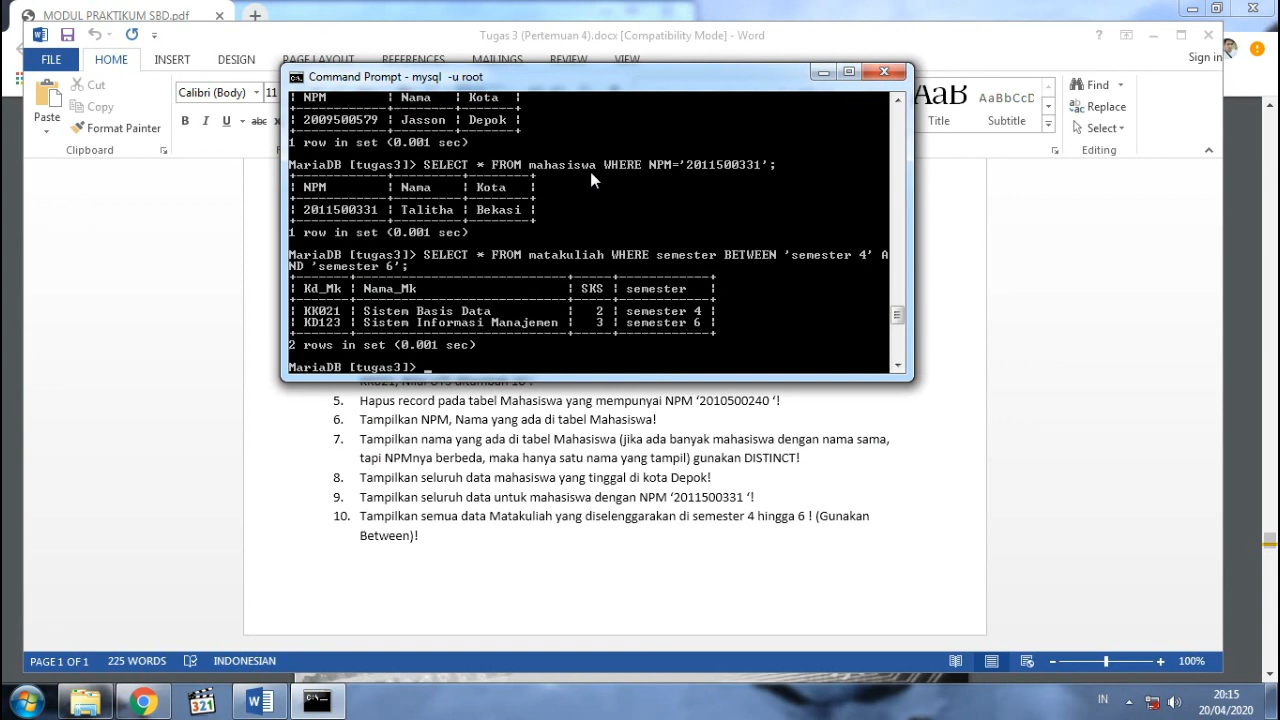 MODUL PRAKTIKUM SBD.pdf
Tugas 3 (Pertemuan 4).docx [Compatibility Mode] - Word
FILE HOME INSERT DESIGN PAGE LAYOUT REFERENCES MAILINGS REVIEW VIEW
Sign in
Cut
Copy
Paste
Format Painter
Clipboard
Calibri (Body) 11
B I U abc
AaB AaBbCcD
Title Subtitle
Find
Replace
Select
Command Prompt - mysql  -u root
| NPM | Nama | Kota |
| 2009500579 | Jasson | Depok |
1 row in set (0.001 sec)
MariaDB [tugas3]> SELECT * FROM mahasiswa WHERE NPM='2011500331';
| NPM | Nama | Kota |
| 2011500331 | Talitha | Bekasi |
1 row in set (0.001 sec)
MariaDB [tugas3]> SELECT * FROM matakuliah WHERE semester BETWEEN 'semester 4' A
ND 'semester 6';
| Kd_Mk | Nama_Mk | SKS | semester |
| KK021 | Sistem Basis Data | 2 | semester 4 |
| KD123 | Sistem Informasi Manajemen | 3 | semester 6 |
2 rows in set (0.001 sec)
MariaDB [tugas3]> _
KK021, Nilai UTS ditambah 10 !
5. Hapus record pada tabel Mahasiswa yang mempunyai NPM ‘2010500240 ‘!
6. Tampilkan NPM, Nama yang ada di tabel Mahasiswa!
7. Tampilkan nama yang ada di tabel Mahasiswa (jika ada banyak mahasiswa dengan nama sama,
tapi NPMnya berbeda, maka hanya satu nama yang tampil) gunakan DISTINCT!
8. Tampilkan seluruh data mahasiswa yang tinggal di kota Depok!
9. Tampilkan seluruh data untuk mahasiswa dengan NPM ‘2011500331 ‘!
10. Tampilkan semua data Matakuliah yang diselenggarakan di semester 4 hingga 6 ! (Gunakan
Between)!
PAGE 1 OF 1 225 WORDS INDONESIAN
100%
321
IN
20:15
20/04/2020